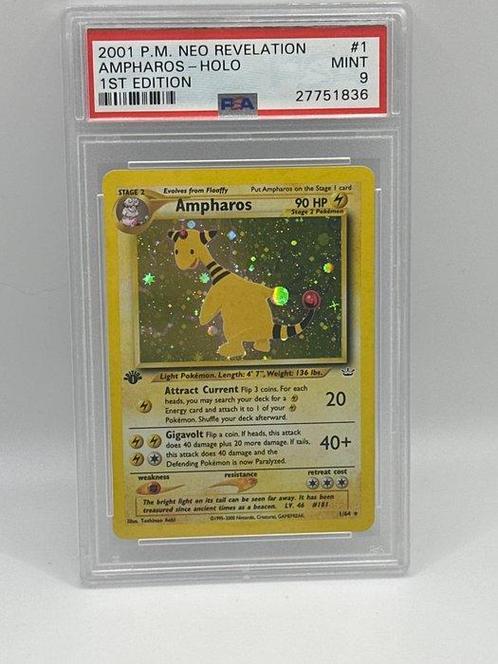 2001 P.M. NEO REVELATION #1
AMPHAROS - HOLO MINT
1ST EDITION 9
PSA 27751836
STAGE 2 Evolves from Flaaffy Put Ampharos on the Stage 1 card
Ampharos 90 HP
Stage 2 Pokémon
Light Pokémon. Length: 4' 7", Weight: 136 lbs.
Attract Current Flip 3 coins. For each
heads, you may search your deck for a
Energy card and attach it to 1 of your
Pokémon. Shuffle your deck afterward.
20
Gigavolt Flip a coin. If heads, this attack
does 40 damage plus 20 more damage. If tails,
this attack does 40 damage and the
Defending Pokémon is now Paralyzed.
40+
weakness resistance retreat cost
The bright light on its tail can be seen far away. It has been
treasured since ancient times as a beacon. LV. 46 #181
Illus. ©1995-2000 Nintendo, Creatures, GAMEFREAK. 1/64 ★